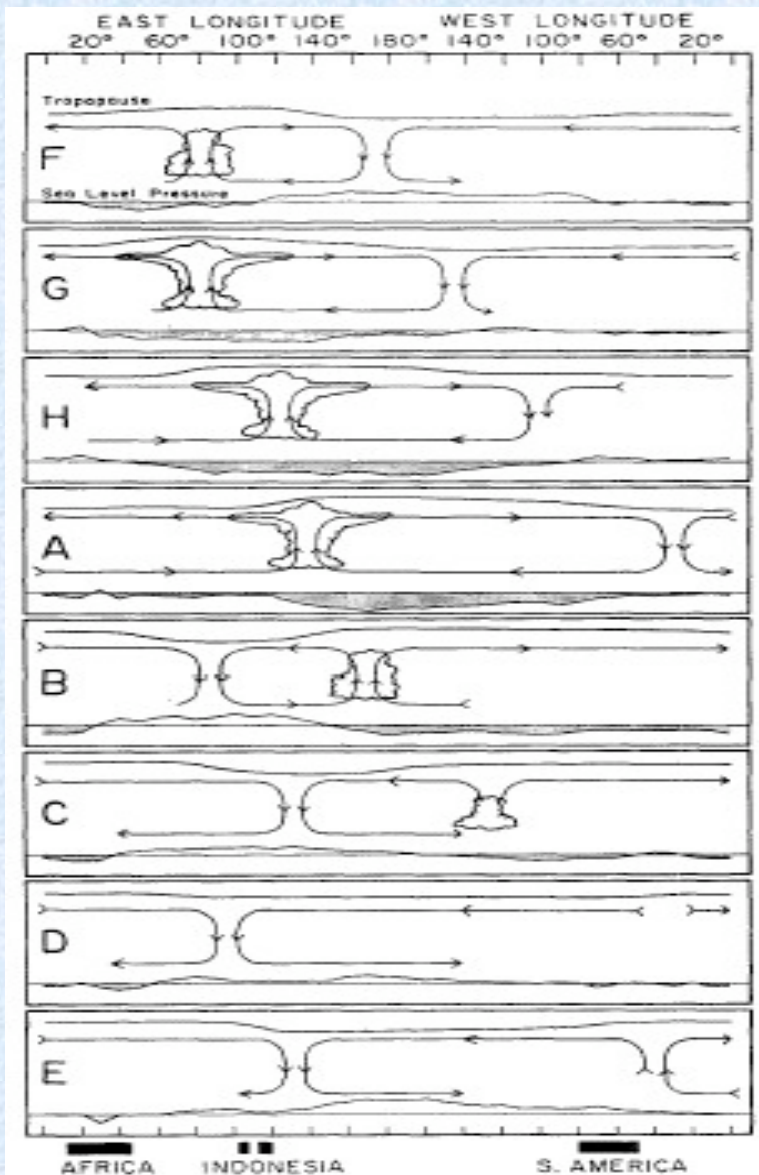 EAST LONGITUDE WEST LONGITUDE
20° 60° 100° 140° 180° 140° 100° 60° 20°
Tropopause
F
Sea Level Pressure
G
H
A
B
C
D
E
AFRICA INDONESIA S. AMERICA